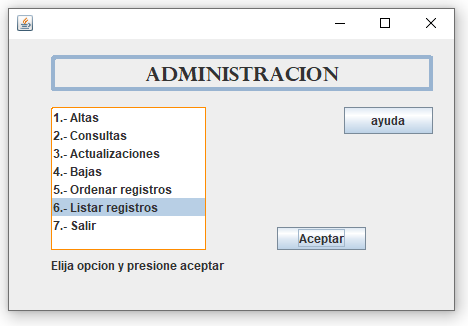 ADMINISTRACION
1.- Altas
2.- Consultas
3.- Actualizaciones
4.- Bajas
5.- Ordenar registros
6.- Listar registros
7.- Salir
ayuda
Aceptar
Elija opcion y presione aceptar